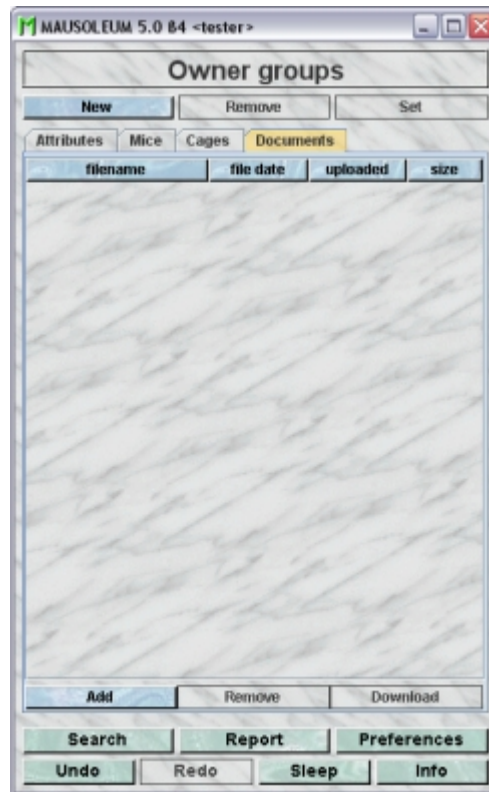 MAUSOLEUM 5.0 ß4 <tester>
Owner groups
New Remove Set
Attributes Mice Cages Documents
filename file date uploaded size
Add Remove Download
Search Report Preferences
Undo Redo Sleep Info